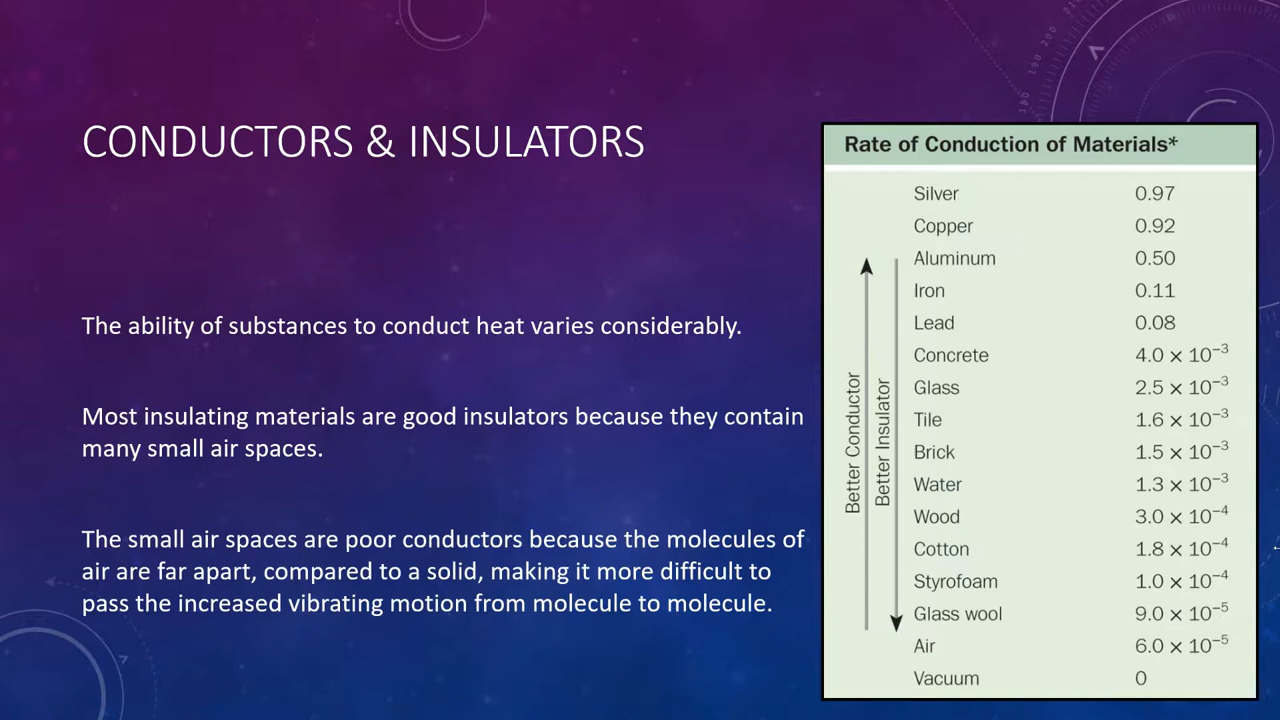 CONDUCTORS & INSULATORS
The ability of substances to conduct heat varies considerably.
Most insulating materials are good insulators because they contain
many small air spaces.
The small air spaces are poor conductors because the molecules of
air are far apart, compared to a solid, making it more difficult to
pass the increased vibrating motion from molecule to molecule.
Rate of Conduction of Materials*
Better Conductor
Better Insulator
Silver 0.97
Copper 0.92
Aluminum 0.50
Iron 0.11
Lead 0.08
Concrete 4.0 × 10⁻³
Glass 2.5 × 10⁻³
Tile 1.6 × 10⁻³
Brick 1.5 × 10⁻³
Water 1.3 × 10⁻³
Wood 3.0 × 10⁻⁴
Cotton 1.8 × 10⁻⁴
Styrofoam 1.0 × 10⁻⁴
Glass wool 9.0 × 10⁻⁵
Air 6.0 × 10⁻⁵
Vacuum 0
190 200